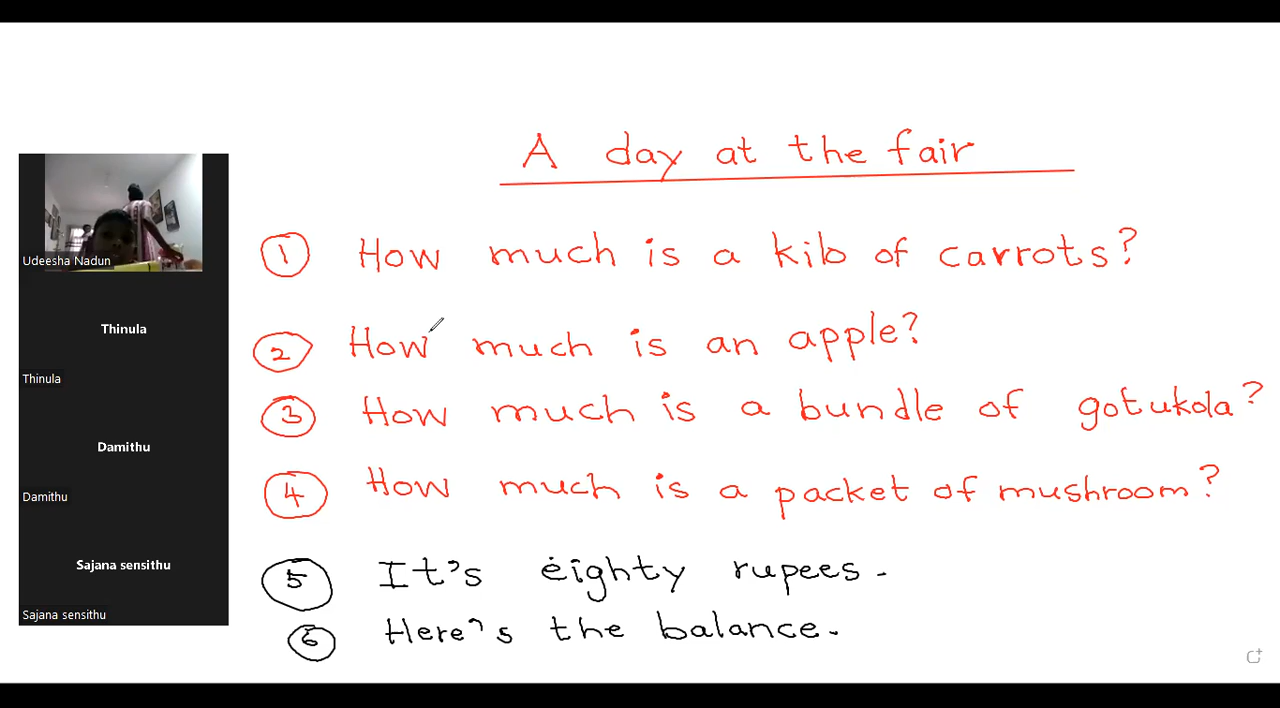 A day at the fair
Udeesha Nadun
Thinula
Thinula
Damithu
Damithu
Sajana sensithu
Sajana sensithu
1 How much is a kilo of carrots?
2 How much is an apple?
3 How much is a bundle of gotukola?
4 How much is a packet of mushroom?
5 It's eighty rupees.
6 Here's the balance.